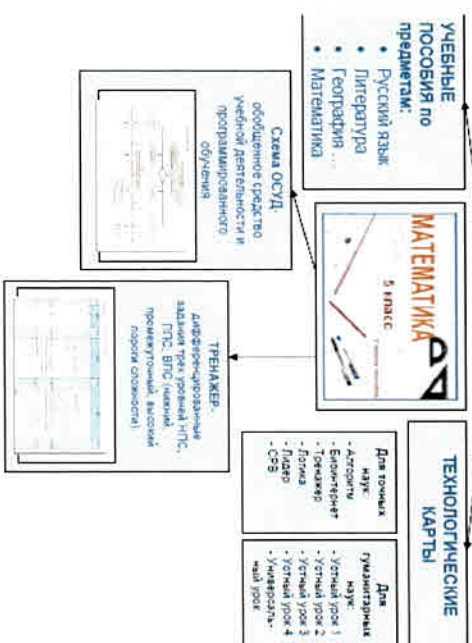 УЧЕБНЫЕ
ПОСОБИЯ по
предметам:
• Русский язык
• Литература
• География ...
• Математика
МАТЕМАТИКА
5 класс
ТЕХНОЛОГИЧЕСКИЕ
КАРТЫ
Схема ОСУД-
обобщенное средство
учебной деятельности и
программированного
обучения
ТРЕНАЖЕР-
дифференцированные
задания трех уровней НПС,
ППС, ВПС (нижний,
промежуточный, высокий
пороги сложности)
Для точных
наук:
- Алгоритм
- Биоинтернет
- Тренажер
- Логика
- Лидер
- СРВ
Для
гуманитарных
наук:
- Устный урок 1
- Устный урок 2
- Устный урок 3
- Устный урок 4
- Универсаль-
ный урок